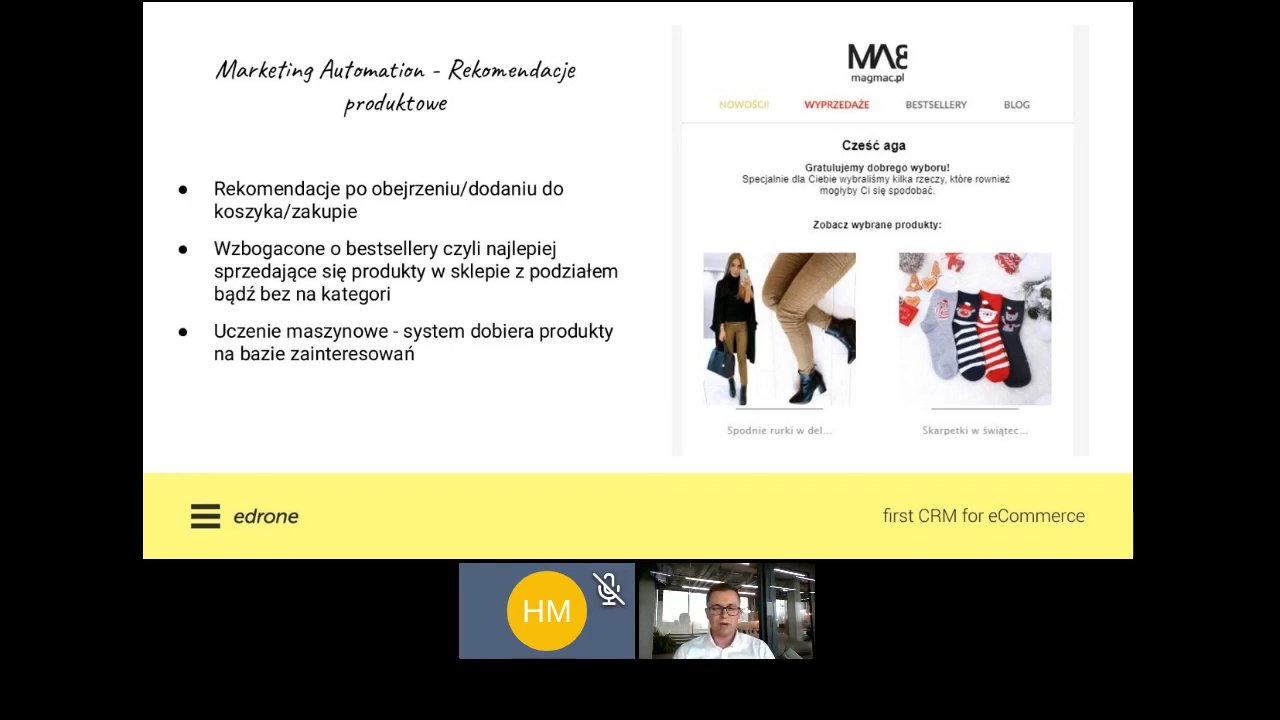 Marketing Automation - Rekomendacje
produktowe
● Rekomendacje po obejrzeniu/dodaniu do
koszyka/zakupie
● Wzbogacone o bestsellery czyli najlepiej
sprzedające się produkty w sklepie z podziałem
bądź bez na kategori
● Uczenie maszynowe - system dobiera produkty
na bazie zainteresowań
magmac.pl
NOWOŚCI! WYPRZEDAŻE BESTSELLERY BLOG
Cześć aga
Gratulujemy dobrego wyboru!
Specjalnie dla Ciebie wybraliśmy kilka rzeczy, które rownież
mogłyby Ci się spodobać.
Zobacz wybrane produkty:
Spodnie rurki w del... Skarpetki w świątec...
edrone
first CRM for eCommerce
HM